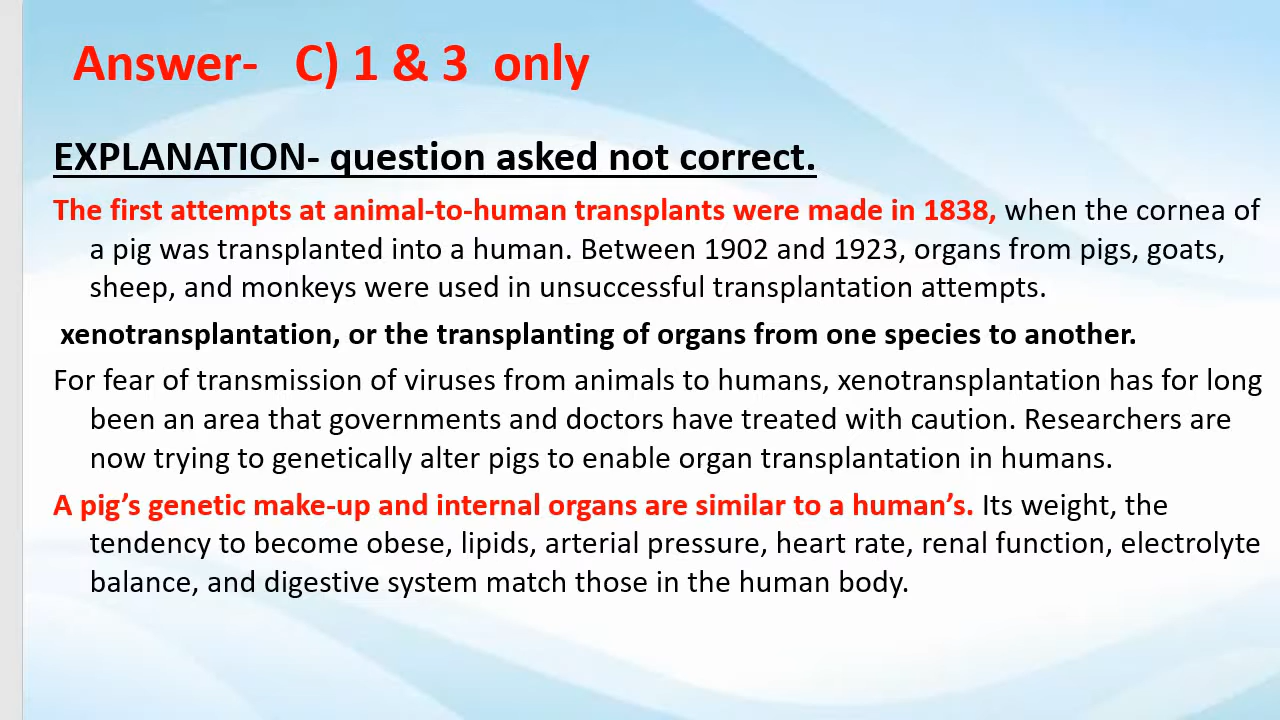 Answer-   C) 1 & 3  only
EXPLANATION- question asked not correct.
The first attempts at animal-to-human transplants were made in 1838, when the cornea of
a pig was transplanted into a human. Between 1902 and 1923, organs from pigs, goats,
sheep, and monkeys were used in unsuccessful transplantation attempts.
xenotransplantation, or the transplanting of organs from one species to another.
For fear of transmission of viruses from animals to humans, xenotransplantation has for long
been an area that governments and doctors have treated with caution. Researchers are
now trying to genetically alter pigs to enable organ transplantation in humans.
A pig’s genetic make-up and internal organs are similar to a human’s. Its weight, the
tendency to become obese, lipids, arterial pressure, heart rate, renal function, electrolyte
balance, and digestive system match those in the human body.